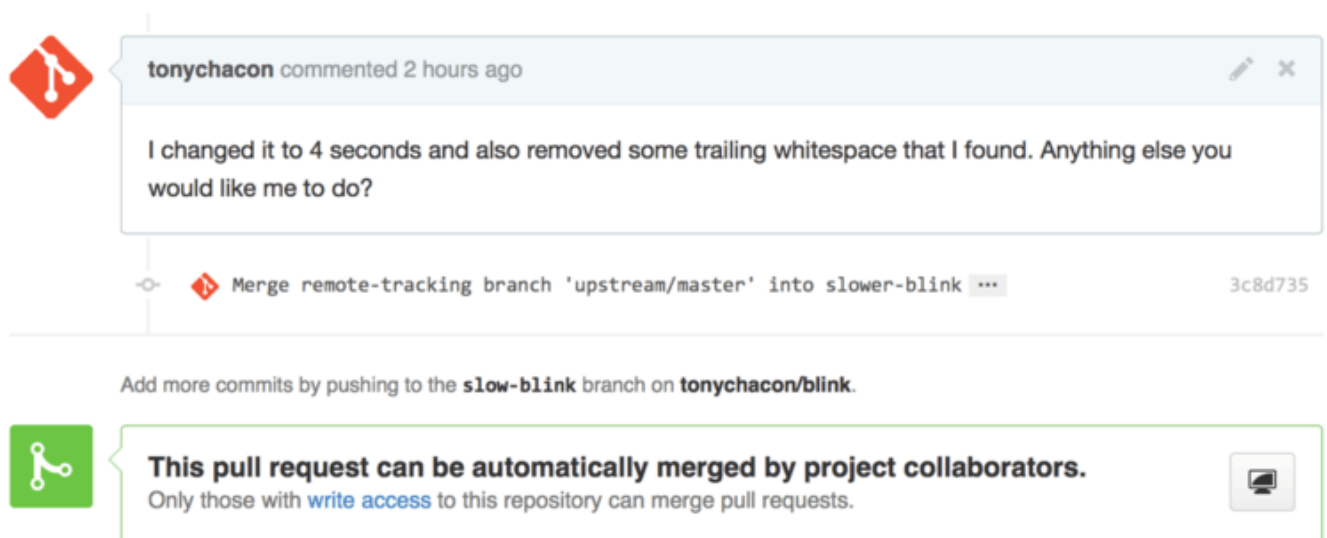 tonychacon commented 2 hours ago
I changed it to 4 seconds and also removed some trailing whitespace that I found. Anything else you
would like me to do?
Merge remote-tracking branch 'upstream/master' into slower-blink ... 3c8d735
Add more commits by pushing to the slow-blink branch on tonychacon/blink.
This pull request can be automatically merged by project collaborators.
Only those with write access to this repository can merge pull requests.